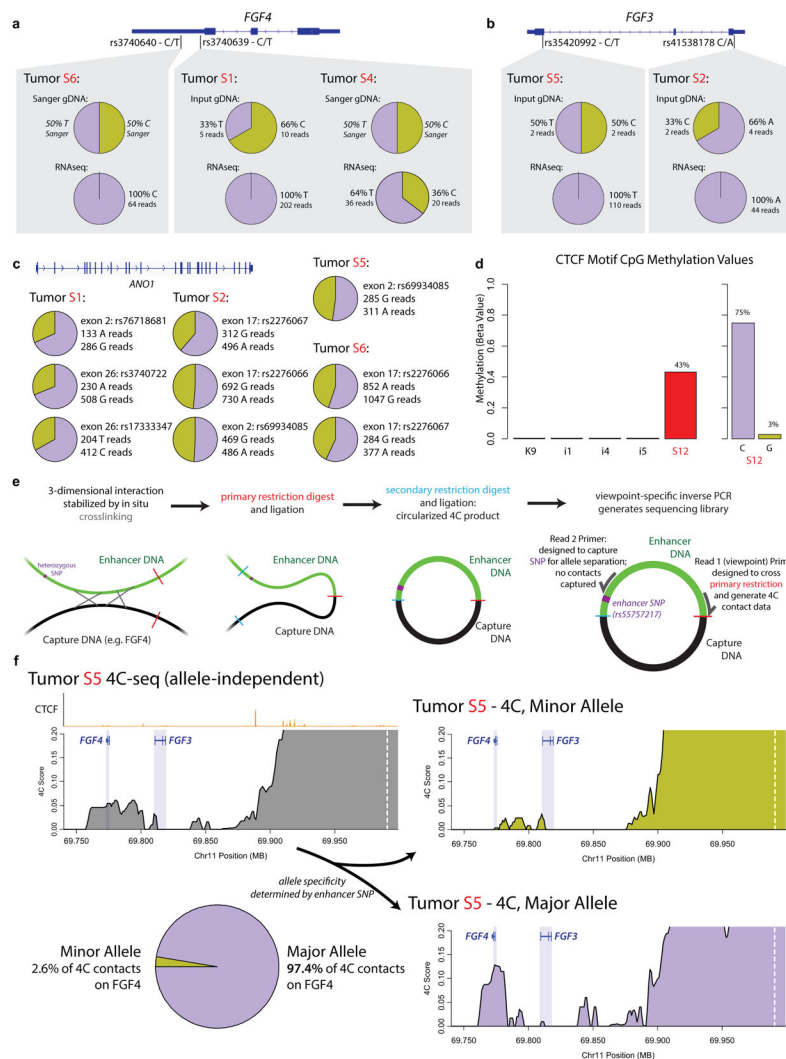 a
FGF4
rs3740640 - C/T
rs3740639 - C/T
Tumor S6:
Sanger gDNA:
50% T
Sanger
50% C
Sanger
RNAseq:
100% C
64 reads
Tumor S1:
Input gDNA:
33% T
5 reads
66% C
10 reads
RNAseq:
100% T
202 reads
Tumor S4:
Sanger gDNA:
50% T
Sanger
50% C
Sanger
RNAseq:
64% T
36 reads
36% C
20 reads
b
FGF3
rs35420992 - C/T
rs41538178 C/A
Tumor S5:
Input gDNA:
50% T
2 reads
50% C
2 reads
RNAseq:
100% T
110 reads
Tumor S2:
Input gDNA:
33% C
2 reads
66% A
4 reads
RNAseq:
100% A
44 reads
c
ANO1
Tumor S1:
exon 2: rs76718681
133 A reads
286 G reads
exon 26: rs3740722
230 A reads
508 G reads
exon 26: rs17333347
204 T reads
412 C reads
Tumor S2:
exon 17: rs2276067
312 G reads
496 A reads
exon 17: rs2276066
692 G reads
730 A reads
exon 2: rs69934085
469 G reads
486 A reads
Tumor S5:
exon 2: rs69934085
285 G reads
311 A reads
Tumor S6:
exon 17: rs2276066
852 A reads
1047 G reads
exon 17: rs2276067
284 G reads
377 A reads
d
CTCF Motif CpG Methylation Values
Methylation (Beta Value)
1.0
0.8
0.6
0.4
0.2
0.0
43%
K9 i1 i4 i5 S12
75%
3%
C G
S12
e
3-dimensional interaction
stabilized by in situ
crosslinking
primary restriction digest
and ligation
secondary restriction digest
and ligation:
circularized 4C product
viewpoint-specific inverse PCR
generates sequencing library
heterozygous
SNP
Enhancer DNA
Capture DNA (e.g. FGF4)
Enhancer DNA
Capture DNA
Enhancer
DNA
Capture
DNA
Read 2 Primer:
designed to capture
SNP for allele separation;
no contacts
captured
Enhancer
DNA
Read 1 (viewpoint) Prim
designed to cross
primary restriction
and generate 4C
contact data
enhancer SNP
(rs55757217)
Capture
DNA
f
Tumor S5 4C-seq (allele-independent)
CTCF
FGF4
FGF3
4C Score
0.20
0.15
0.10
0.05
0.00
69.750 69.800 69.850 69.900 69.950
Chr11 Position (MB)
allele specificity
determined by enhancer SNP
Tumor S5 - 4C, Minor Allele
FGF4
FGF3
4C Score
0.20
0.15
0.10
0.05
0.00
69.750 69.800 69.850 69.900 69.950
Chr11 Position (MB)
Minor Allele
2.6% of 4C contacts
on FGF4
Major Allele
97.4% of 4C contacts
on FGF4
Tumor S5 - 4C, Major Allele
FGF4
FGF3
4C Score
0.20
0.15
0.10
0.05
0.00
69.750 69.800 69.850 69.900 69.950
Chr11 Position (MB)